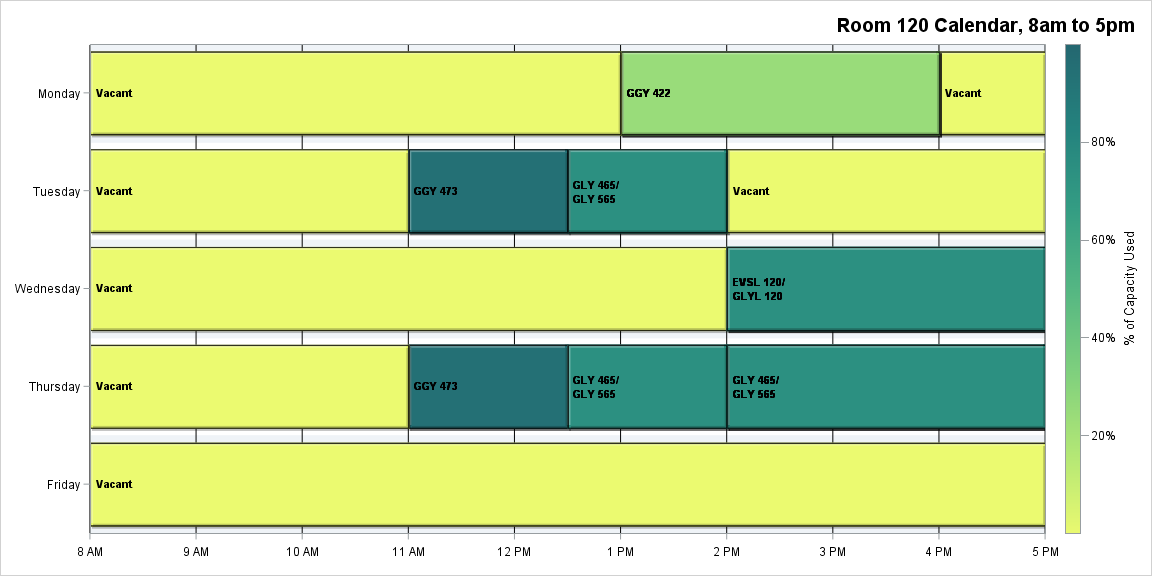 Room 120 Calendar, 8am to 5pm
Monday
Vacant
GGY 422
Vacant
Tuesday
Vacant
GGY 473
GLY 465/
GLY 565
Vacant
Wednesday
Vacant
EVSL 120/
GLYL 120
Thursday
Vacant
GGY 473
GLY 465/
GLY 565
GLY 465/
GLY 565
Friday
Vacant
8 AM
9 AM
10 AM
11 AM
12 PM
1 PM
2 PM
3 PM
4 PM
5 PM
80%
60%
40%
20%
% of Capacity Used